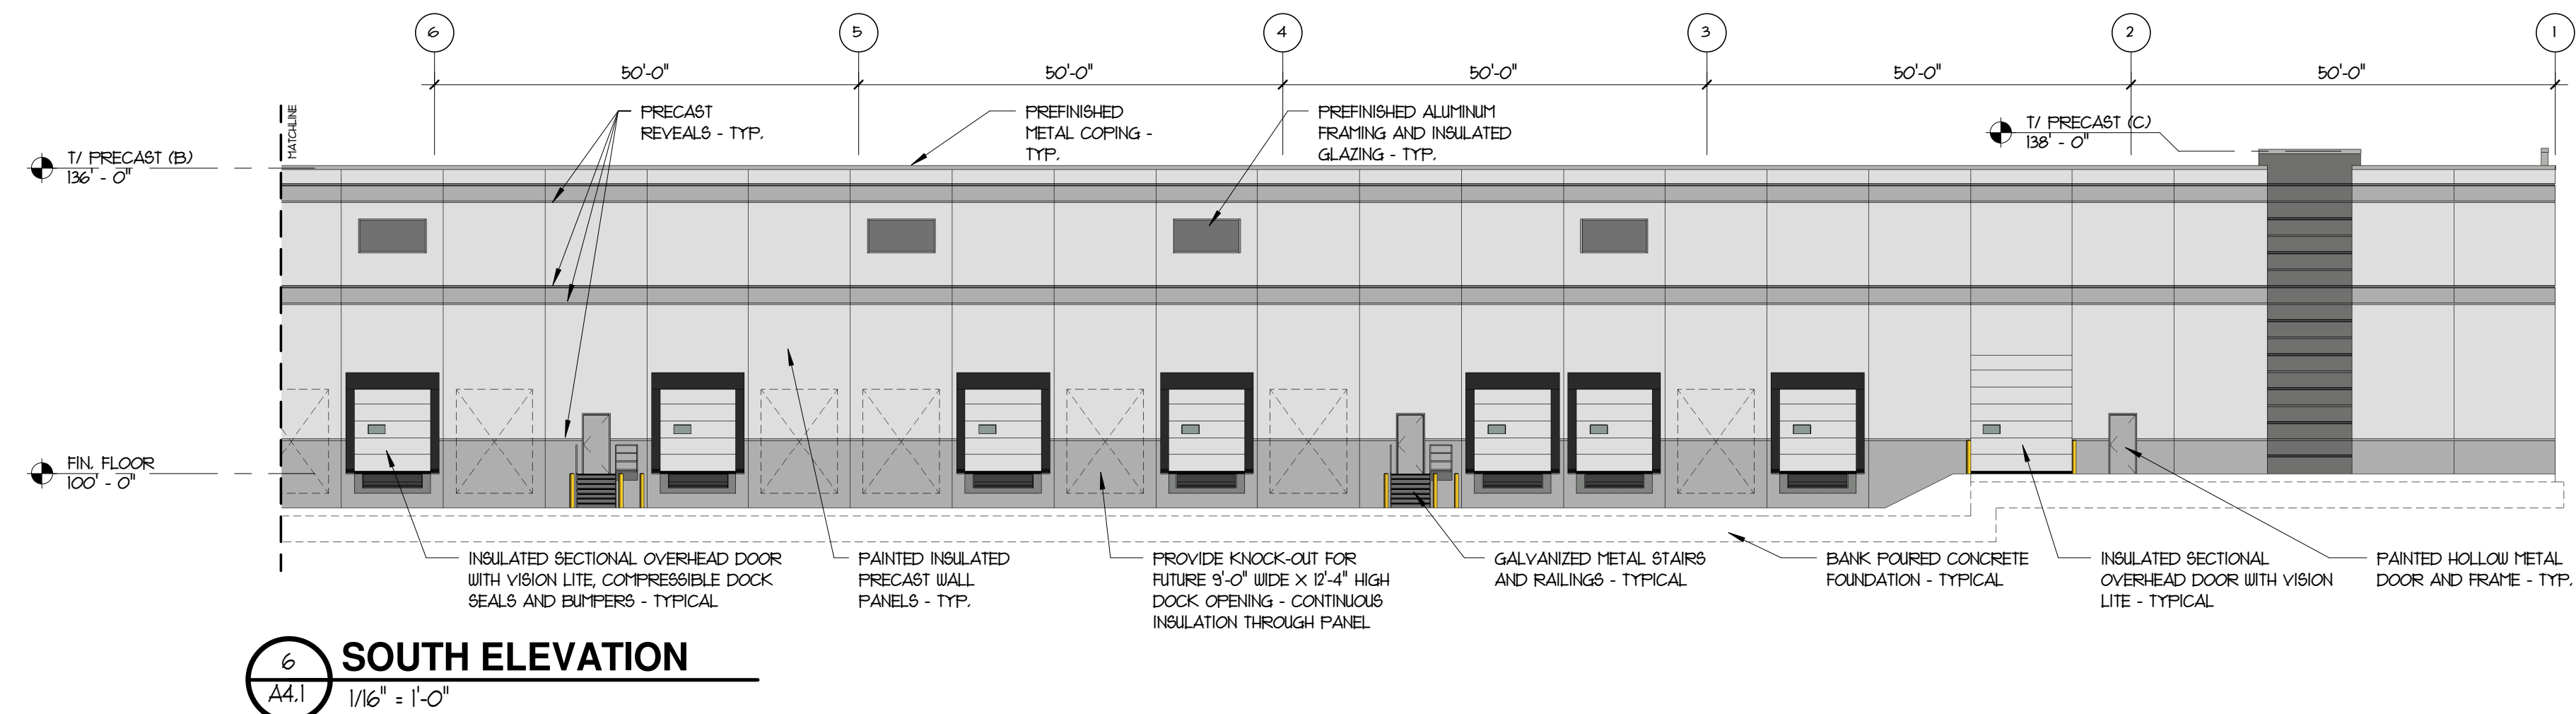 6
5
4
3
2
1
50'-0"
50'-0"
50'-0"
50'-0"
50'-0"
MATCHLINE
PRECAST
REVEALS - TYP.
PREFINISHED
METAL COPING -
TYP.
PREFINISHED ALUMINUM
FRAMING AND INSULATED
GLAZING - TYP.
T/ PRECAST (C)
138' - 0"
T/ PRECAST (B)
136' - 0"
FIN. FLOOR
100' - 0"
INSULATED SECTIONAL OVERHEAD DOOR
WITH VISION LITE, COMPRESSIBLE DOCK
SEALS AND BUMPERS - TYPICAL
PAINTED INSULATED
PRECAST WALL
PANELS - TYP.
PROVIDE KNOCK-OUT FOR
FUTURE 9'-0" WIDE X 12'-4" HIGH
DOCK OPENING - CONTINUOUS
INSULATION THROUGH PANEL
GALVANIZED METAL STAIRS
AND RAILINGS - TYPICAL
BANK POURED CONCRETE
FOUNDATION - TYPICAL
INSULATED SECTIONAL
OVERHEAD DOOR WITH VISION
LITE - TYPICAL
PAINTED HOLLOW METAL
DOOR AND FRAME - TYP.
6
A4.1
SOUTH ELEVATION
1/16" = 1'-0"